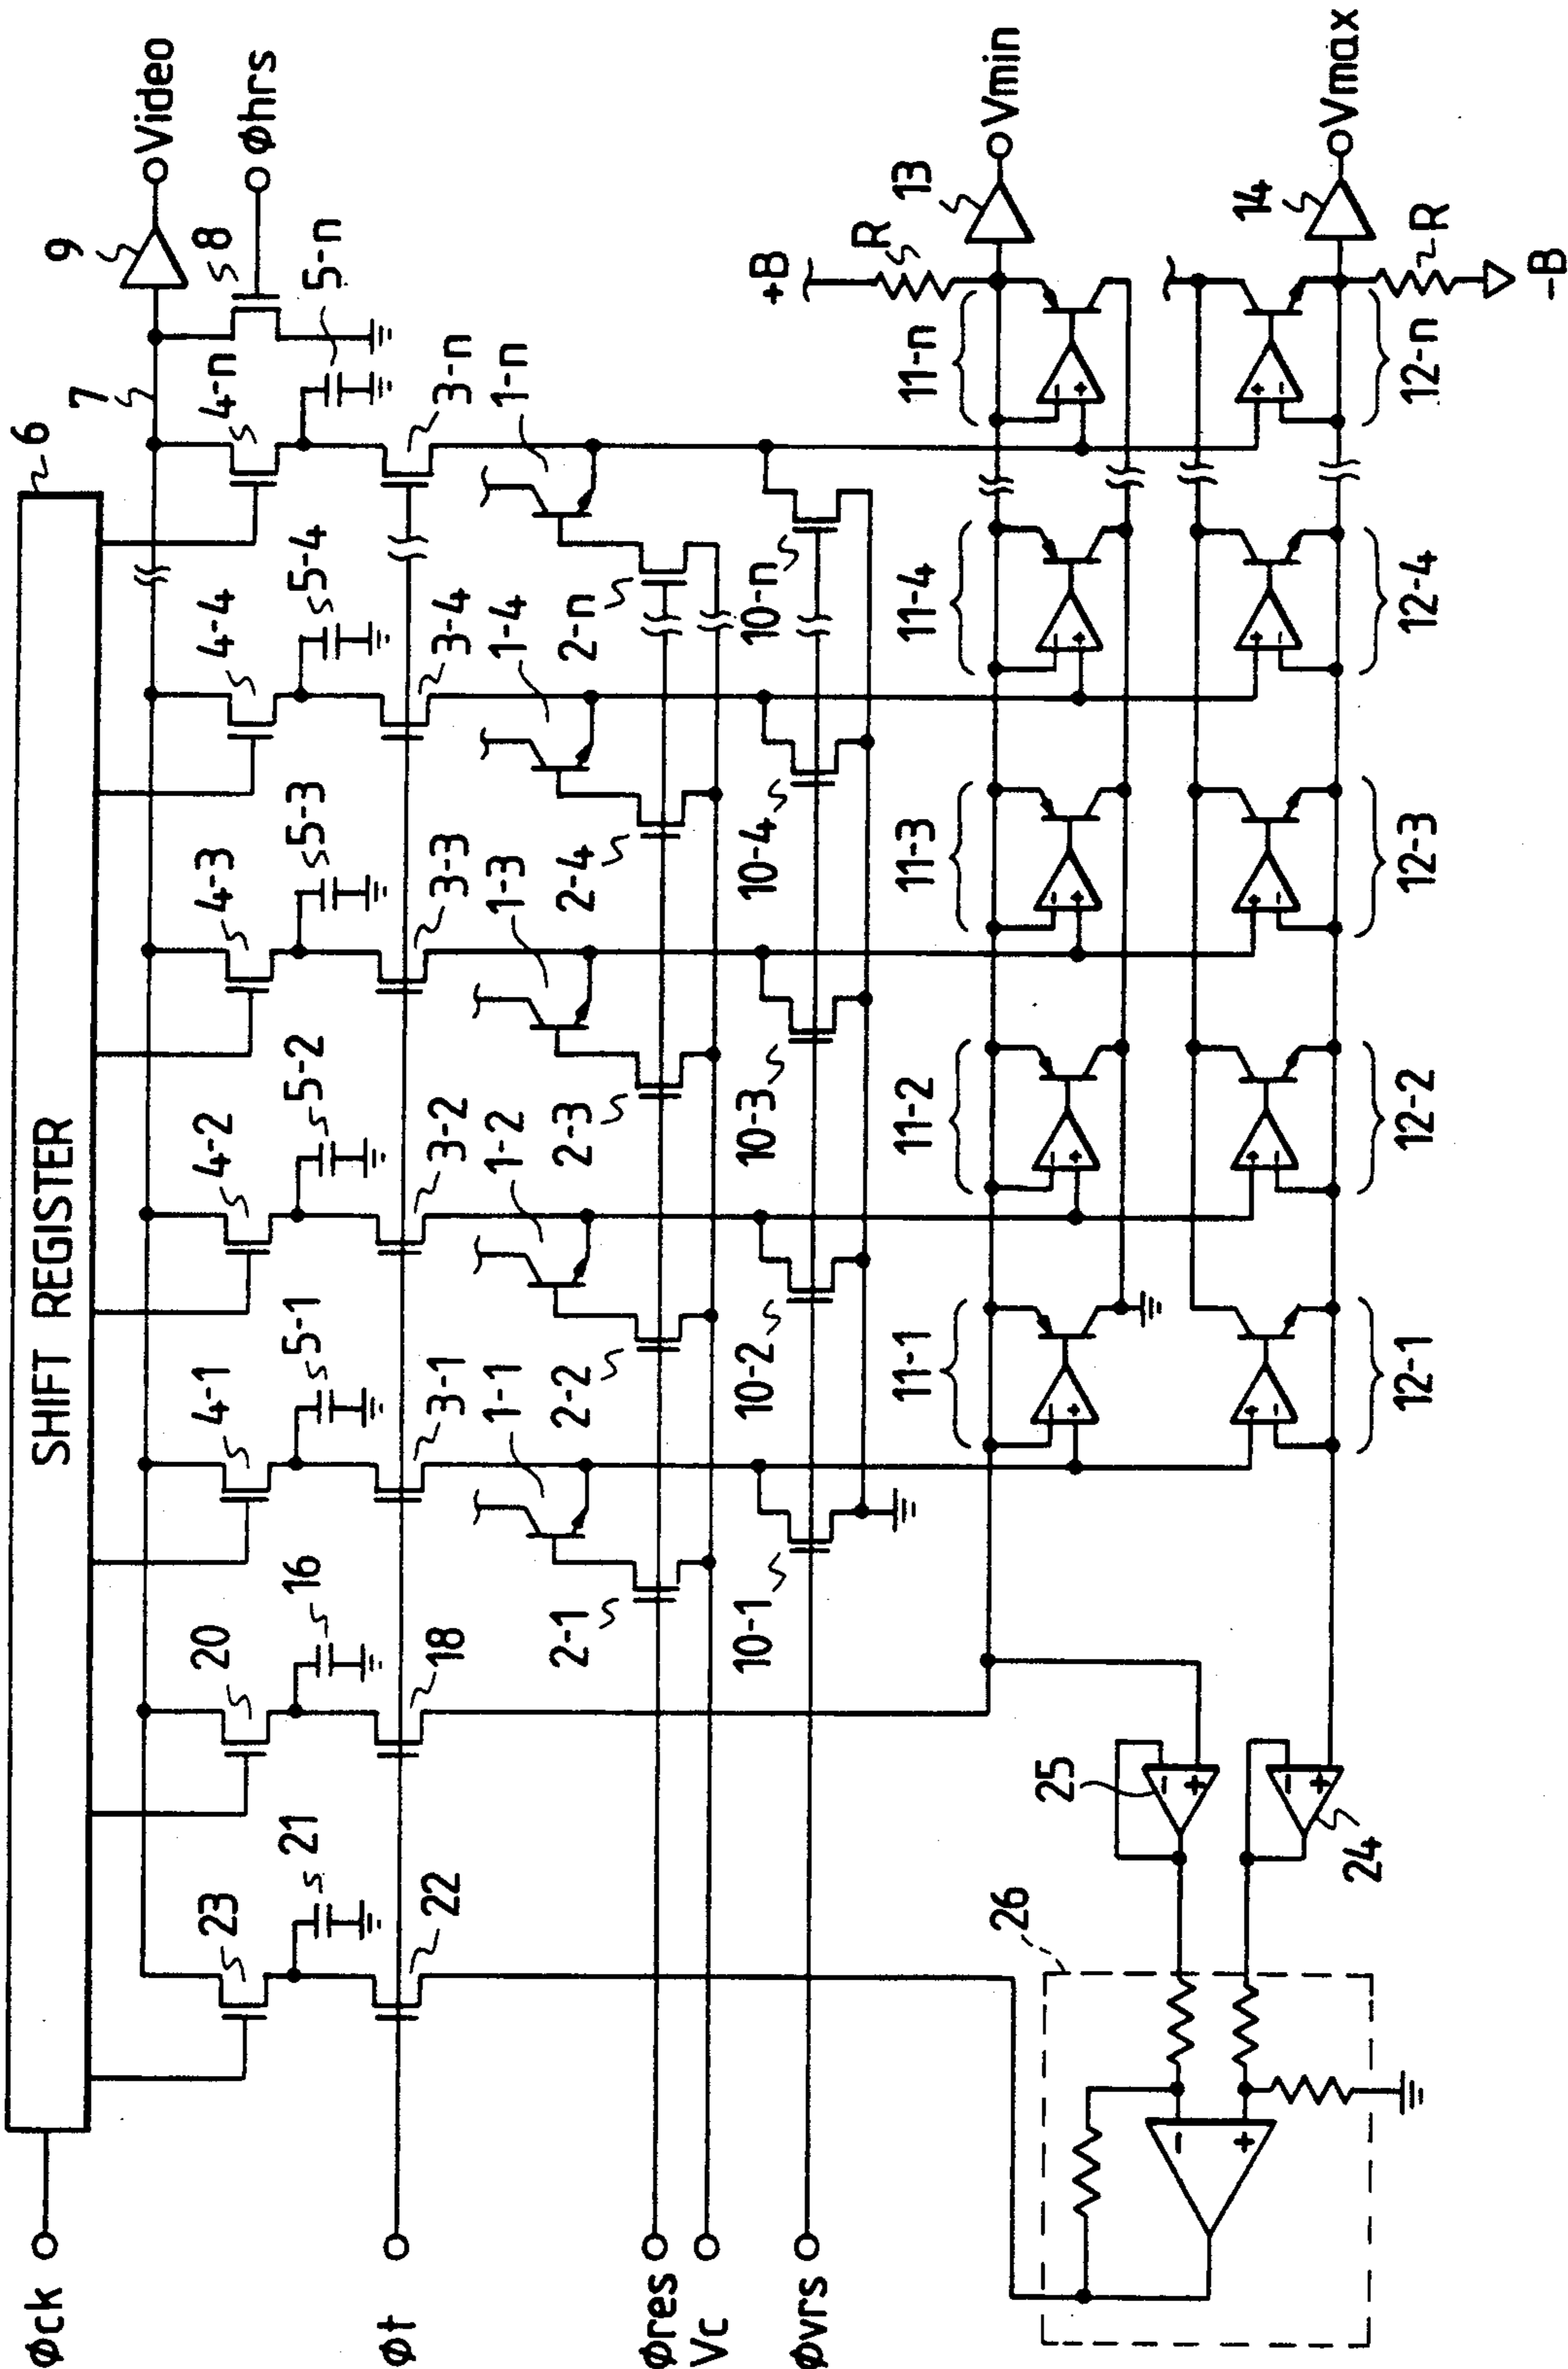 SHIFT REGISTER
6
φck
φt
φres
Vc
φvrs
7
9
Video
8
φhrs
23
20
4-1
4-2
4-3
4-4
4-n
21
16
5-1
5-2
5-3
5-4
5-n
22
18
3-1
3-2
3-3
3-4
3-n
1-1
1-2
1-3
1-4
1-n
2-1
2-2
2-3
2-4
2-n
10-1
10-2
10-3
10-4
10-n
+B
R
13
Vmin
11-1
11-2
11-3
11-4
11-n
- + - + - + - + - +
+ - + - + - + - + -
12-1
12-2
12-3
12-4
12-n
14
Vmax
R
-B
25
- +
- +
24
26
- +